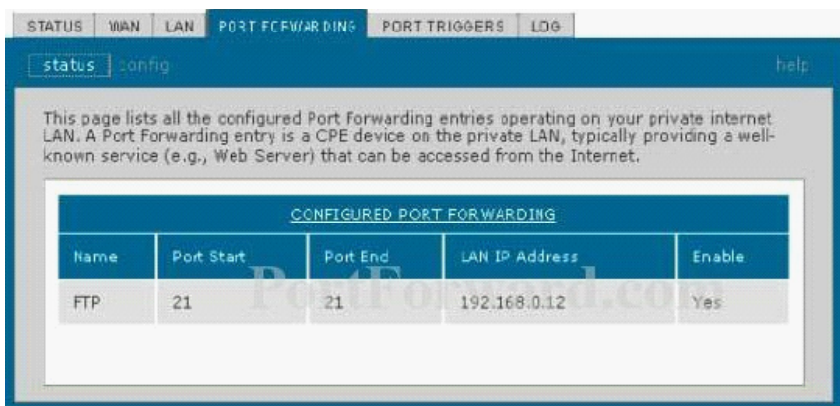 STATUS WAN LAN PORT FORWARDING PORT TRIGGERS LOG
status config help
This page lists all the configured Port Forwarding entries operating on your private internet
LAN. A Port Forwarding entry is a CPE device on the private LAN, typically providing a well-
known service (e.g., Web Server) that can be accessed from the Internet.
CONFIGURED PORT FORWARDING
Name Port Start Port End LAN IP Address Enable
PortForward.com
FTP 21 21 192.168.0.12 Yes